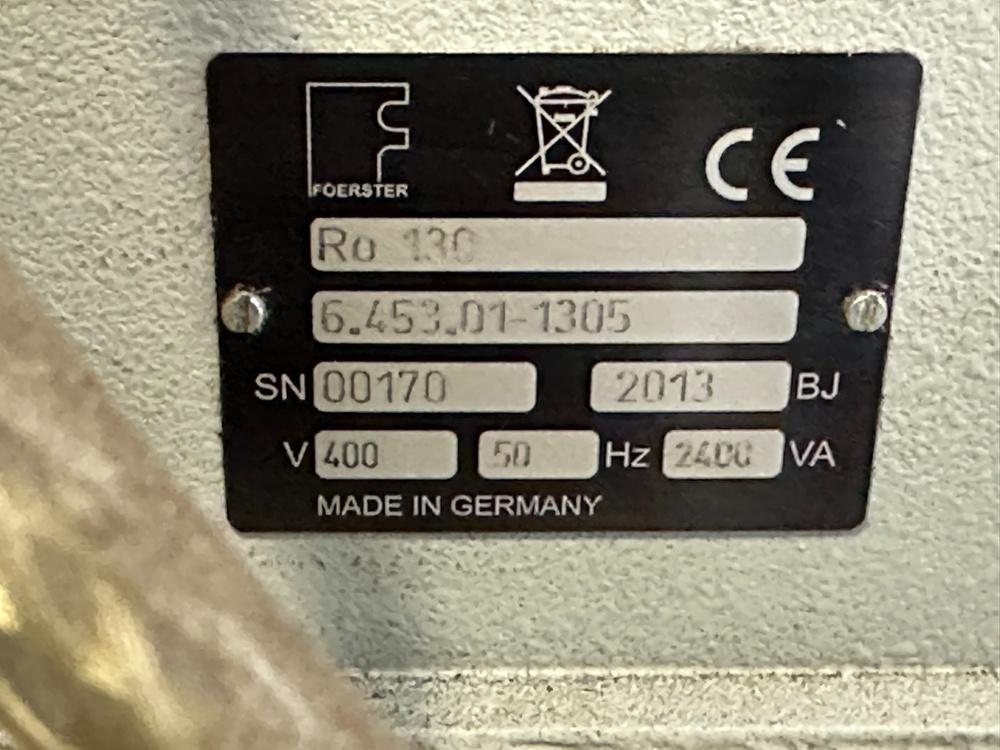 FOERSTER
CE
Ro 130
6.453.01-1305
SN 00170 2013 BJ
V 400 50 Hz 2400 VA
MADE IN GERMANY